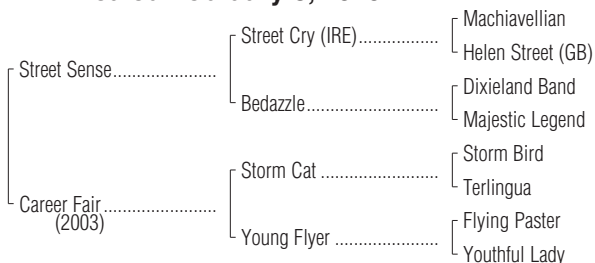 Machiavellian
Street Cry (IRE)..................
Helen Street (GB)
Street Sense.......................
Dixieland Band
Bedazzle..............................
Majestic Legend
Storm Bird
Storm Cat ...........................
Terlingua
Career Fair .........................
Flying Paster
(2003)
Young Flyer ........................
Youthful Lady